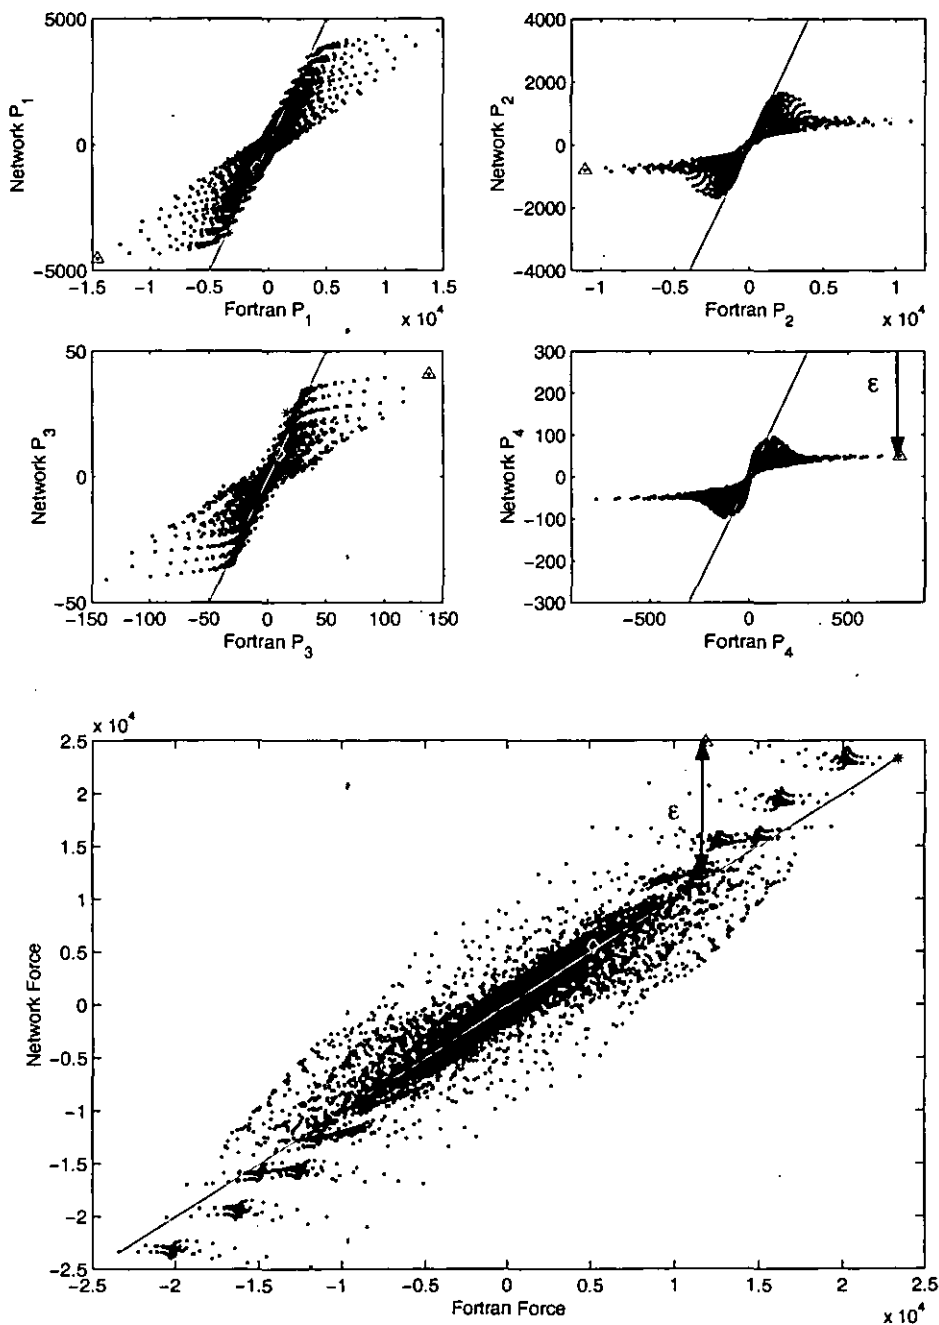 5000
0
−5000
Network P1
−1.5 −1 −0.5 0 0.5 1 1.5
Fortran P1
x 10^4
4000
2000
0
−2000
−4000
Network P2
−1 −0.5 0 0.5 1
Fortran P2
x 10^4
50
0
−50
Network P3
−150 −100 −50 0 50 100 150
Fortran P3
300
200
100
0
−100
−200
−300
Network P4
ε
−500 0 500
Fortran P4
x 10^4
2.5
2
1.5
1
0.5
0
−0.5
−1
−1.5
−2
−2.5
Network Force
ε
−2.5 −2 −1.5 −1 −0.5 0 0.5 1 1.5 2 2.5
Fortran Force
x 10^4